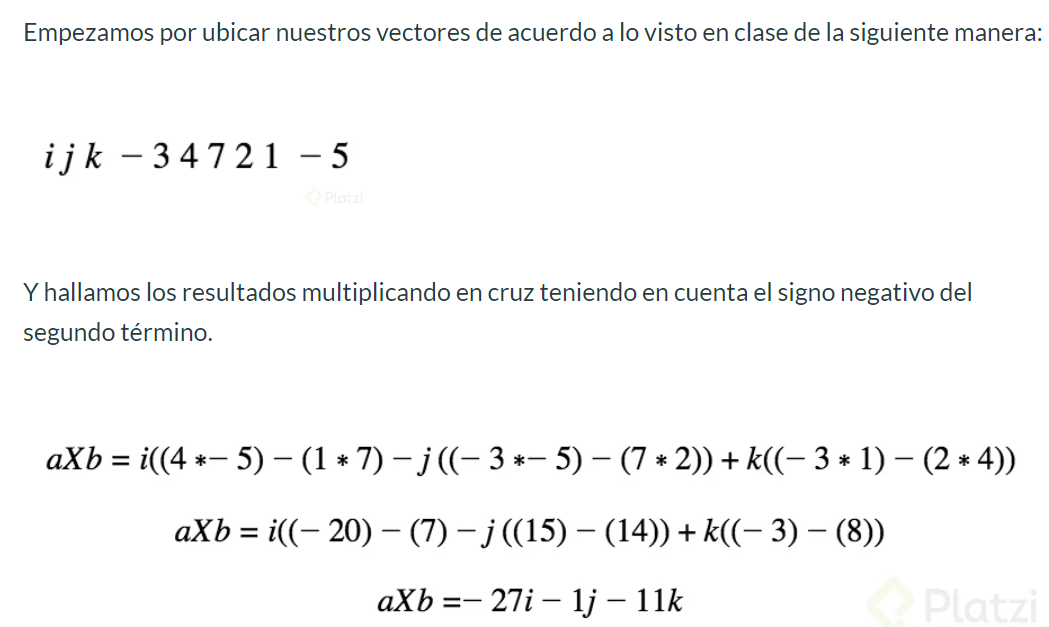 Empezamos por ubicar nuestros vectores de acuerdo a lo visto en clase de la siguiente manera:
i j k − 3 4 7 2 1 − 5
Platzi
Y hallamos los resultados multiplicando en cruz teniendo en cuenta el signo negativo del
segundo término.
aXb = i((4 *− 5) − (1 * 7) − j ((− 3 *− 5) − (7 * 2)) + k((− 3 * 1) − (2 * 4))
aXb = i((− 20) − (7) − j ((15) − (14)) + k((− 3) − (8))
aXb =− 27i − 1j − 11k
Platzi